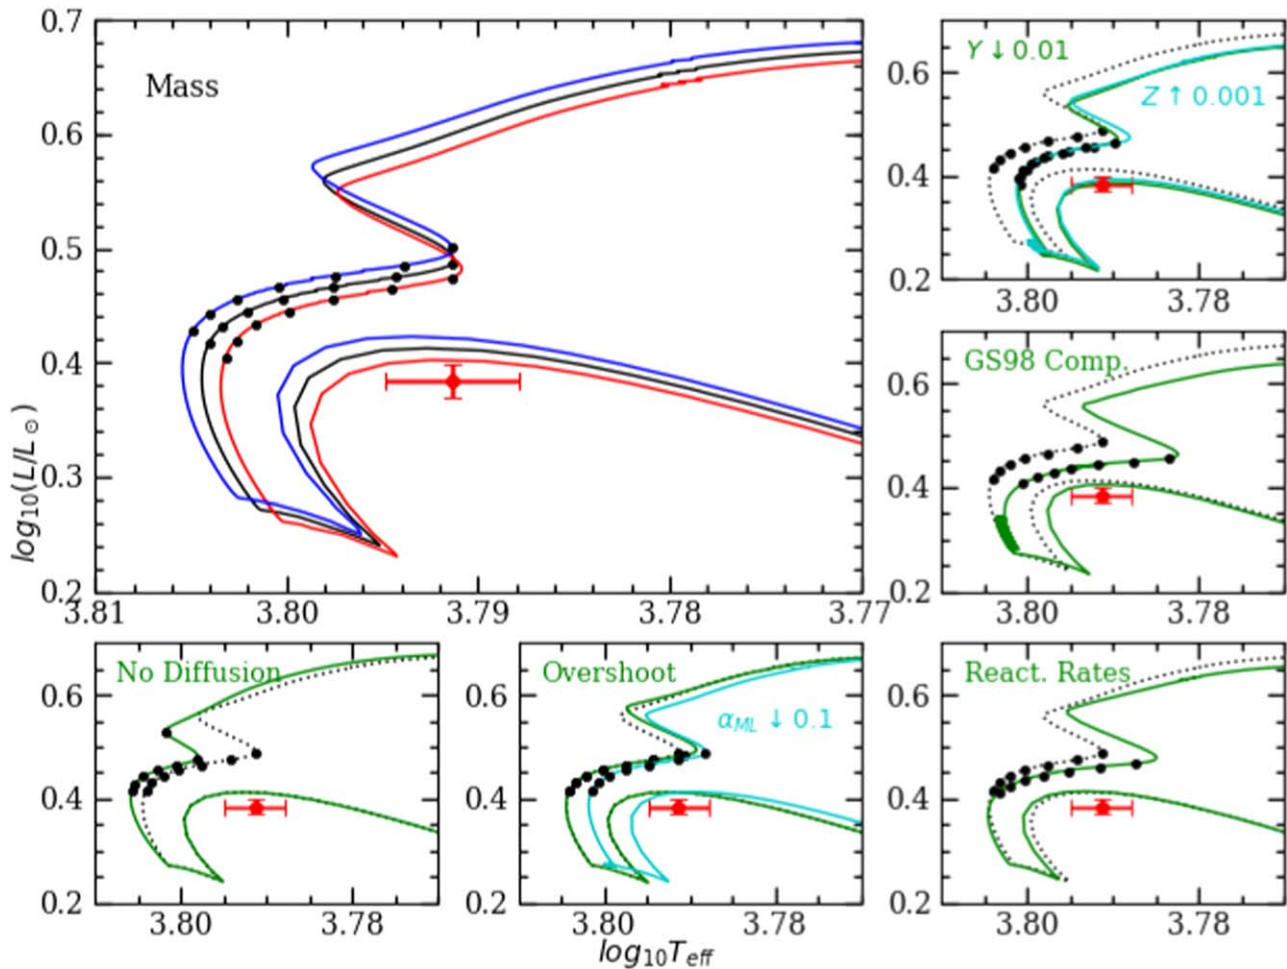 0.7
Mass
0.6
0.5
0.4
0.3
0.2
log10(L/L⊙)
3.81 3.80 3.79 3.78 3.77
Y ↓ 0.01
Z ↑ 0.001
0.6
0.4
0.2
3.80 3.78
GS98 Comp.
0.6
0.4
0.2
3.80 3.78
No Diffusion
0.6
0.4
0.2
3.80 3.78
Overshoot
αML ↓ 0.1
0.6
0.4
0.2
3.80 3.78
log10Teff
React. Rates
0.6
0.4
0.2
3.80 3.78